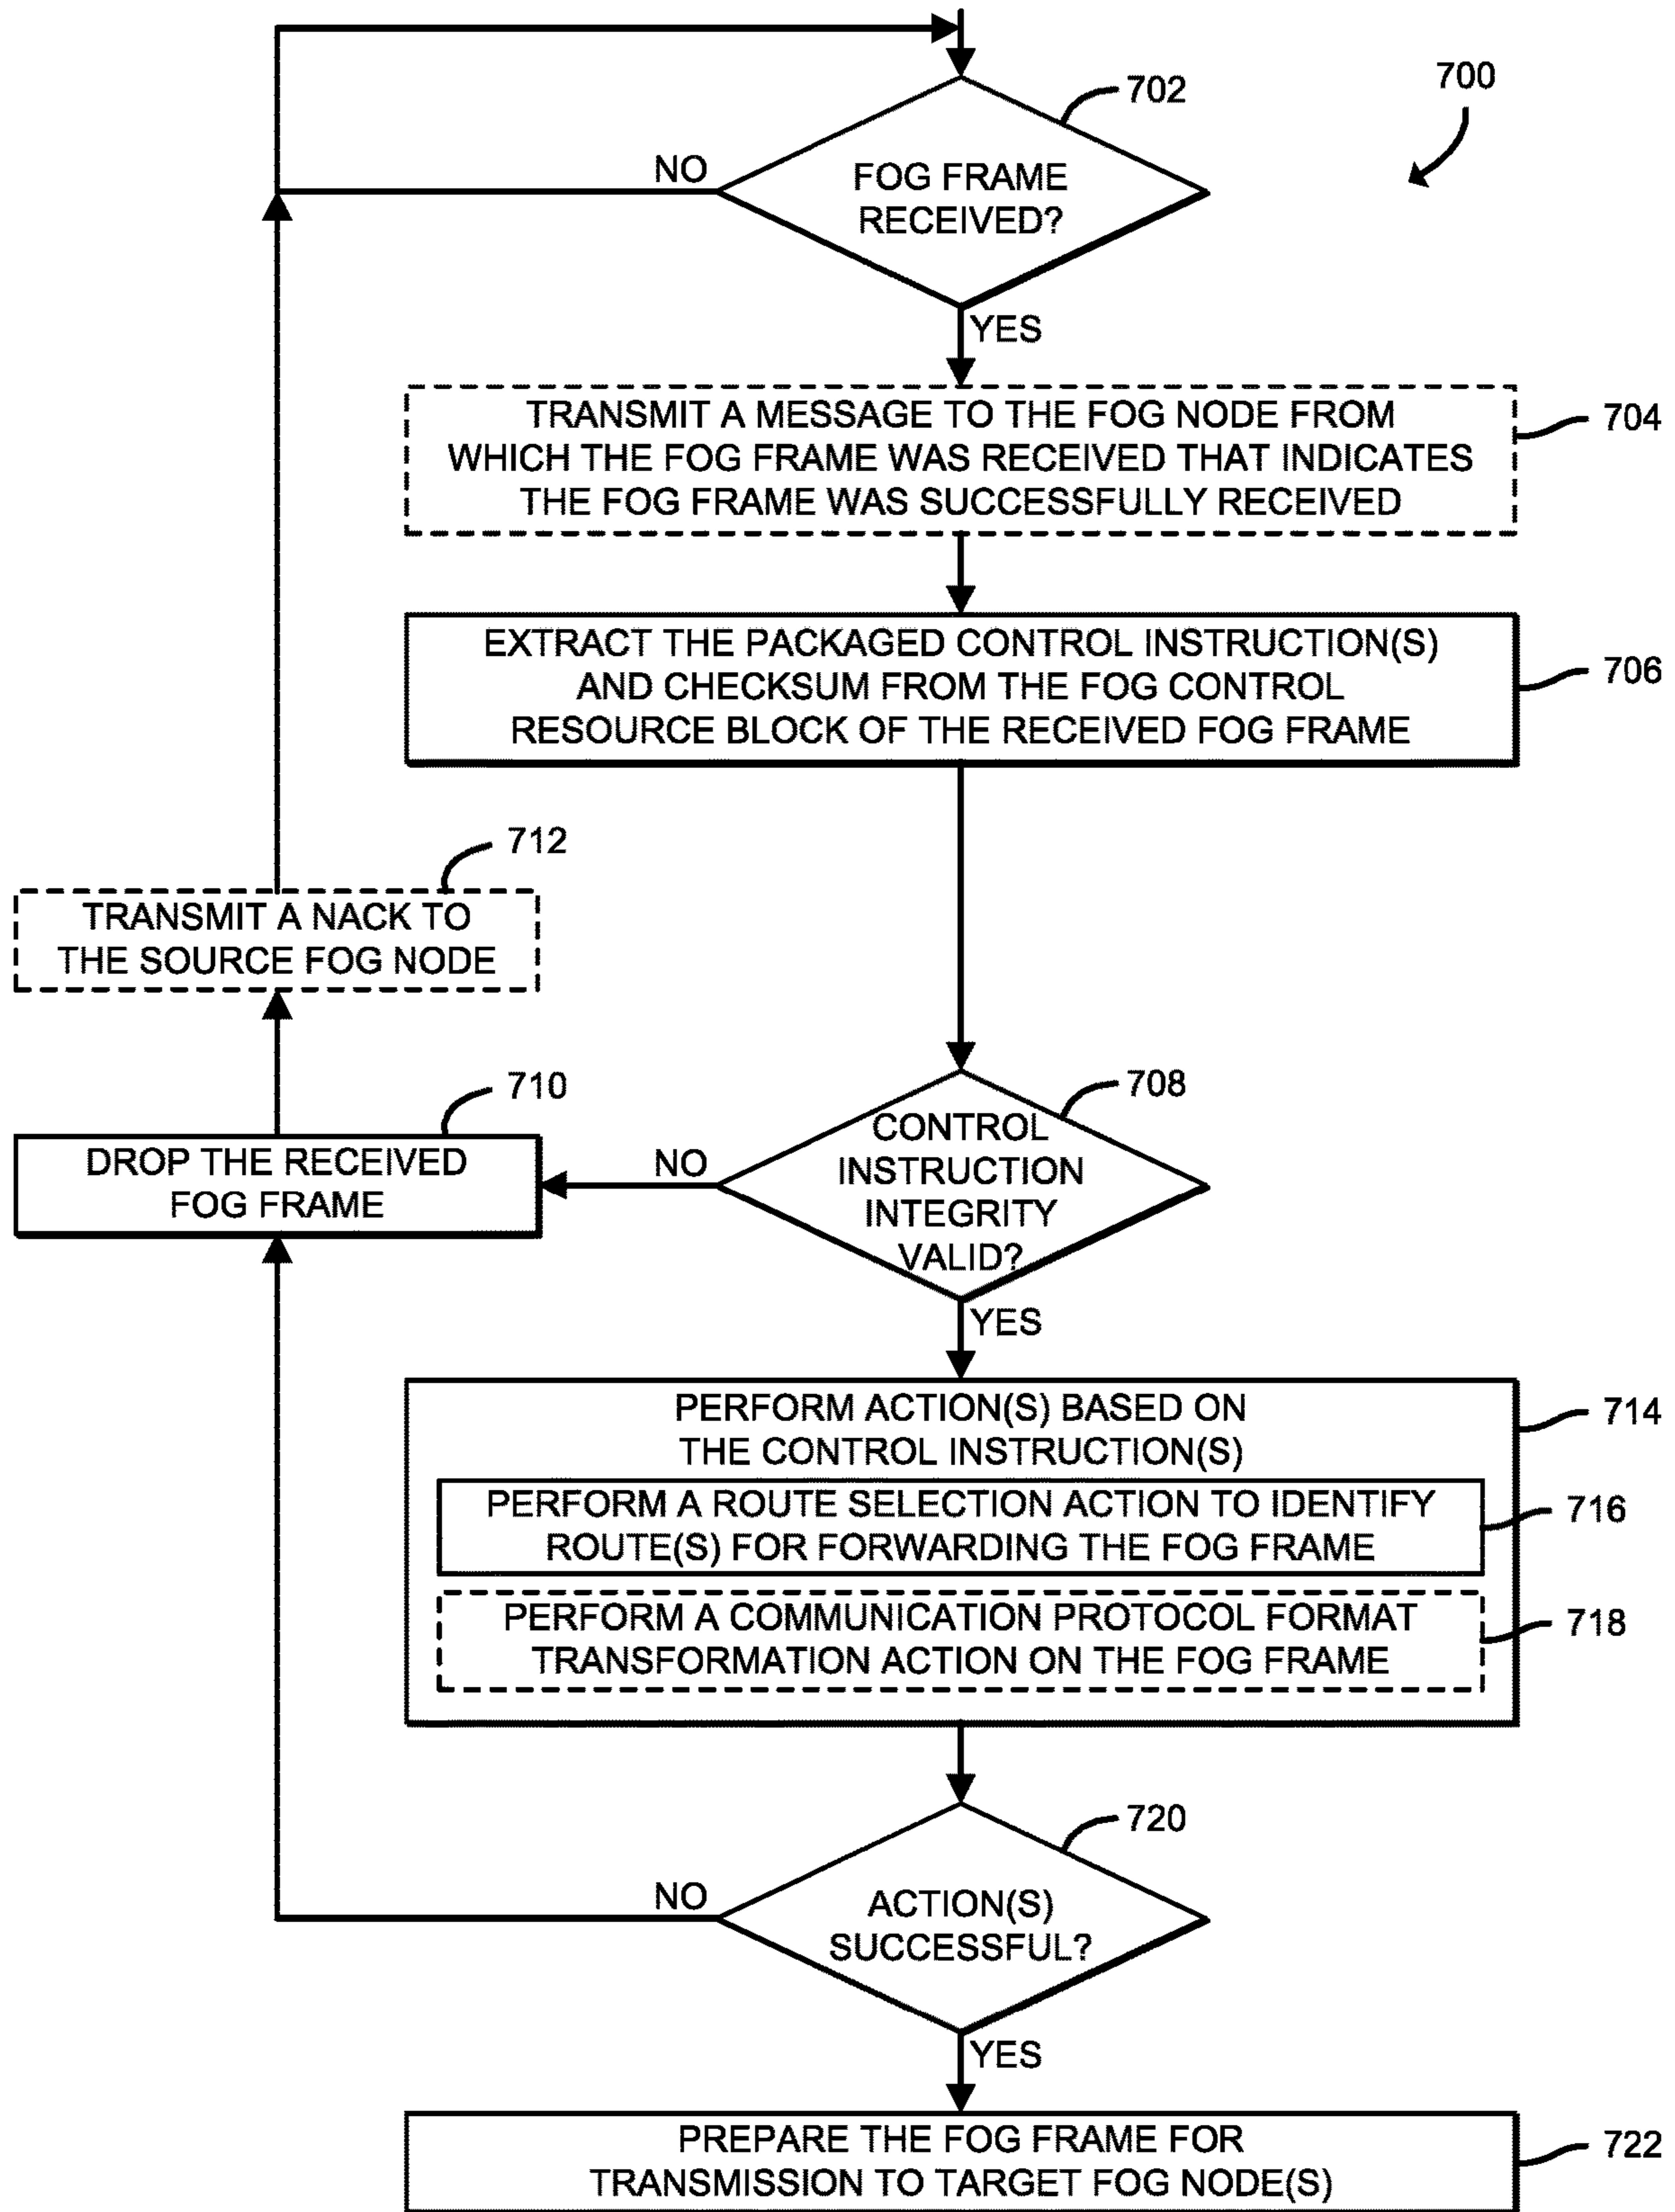 700
702
NO
FOG FRAME
RECEIVED?
YES
TRANSMIT A MESSAGE TO THE FOG NODE FROM
WHICH THE FOG FRAME WAS RECEIVED THAT INDICATES
THE FOG FRAME WAS SUCCESSFULLY RECEIVED
704
EXTRACT THE PACKAGED CONTROL INSTRUCTION(S)
AND CHECKSUM FROM THE FOG CONTROL
RESOURCE BLOCK OF THE RECEIVED FOG FRAME
706
712
TRANSMIT A NACK TO
THE SOURCE FOG NODE
710
DROP THE RECEIVED
FOG FRAME
NO
708
CONTROL
INSTRUCTION
INTEGRITY
VALID?
YES
PERFORM ACTION(S) BASED ON
THE CONTROL INSTRUCTION(S)
714
PERFORM A ROUTE SELECTION ACTION TO IDENTIFY
ROUTE(S) FOR FORWARDING THE FOG FRAME
716
PERFORM A COMMUNICATION PROTOCOL FORMAT
TRANSFORMATION ACTION ON THE FOG FRAME
718
720
NO
ACTION(S)
SUCCESSFUL?
YES
PREPARE THE FOG FRAME FOR
TRANSMISSION TO TARGET FOG NODE(S)
722